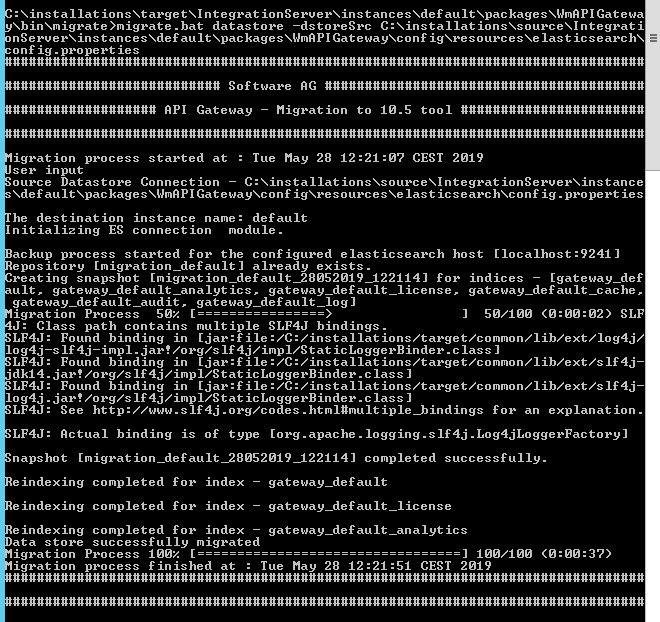 C:\installations\target\IntegrationServer\instances\default\packages\WmAPIGatewa
y\bin\migrate>migrate.bat datastore -dstoreSrc C:\installations\source\Integrati
onServer\instances\default\packages\WmAPIGateway\config\resources\elasticsearch\
config.properties
################################################################################
########################### Software AG ########################################
################### API Gateway - Migration to 10.5 tool #######################
################################################################################
Migration process started at : Tue May 28 12:21:07 CEST 2019
User input
Source Datastore Connection - C:\installations\source\IntegrationServer\instance
s\default\packages\WmAPIGateway\config\resources\elasticsearch\config.properties
The destination instance name: default
Initializing ES connection  module.
Backup process started for the configured elasticsearch host [localhost:9241]
Repository [migration_default] already exists.
Creating snapshot [migration_default_28052019_122114] for indices - [gateway_def
ault, gateway_default_analytics, gateway_default_license, gateway_default_cache,
 gateway_default_audit, gateway_default_log]
Migration Process  50% [================>                ]  50/100 (0:00:02) SLF
4J: Class path contains multiple SLF4J bindings.
SLF4J: Found binding in [jar:file:/C:/installations/target/common/lib/ext/log4j/
log4j-slf4j-impl.jar!/org/slf4j/impl/StaticLoggerBinder.class]
SLF4J: Found binding in [jar:file:/C:/installations/target/common/lib/ext/slf4j-
jdk14.jar!/org/slf4j/impl/StaticLoggerBinder.class]
SLF4J: Found binding in [jar:file:/C:/installations/target/common/lib/ext/slf4j-
log4j.jar!/org/slf4j/impl/StaticLoggerBinder.class]
SLF4J: See http://www.slf4j.org/codes.html#multiple_bindings for an explanation.
SLF4J: Actual binding is of type [org.apache.logging.slf4j.Log4jLoggerFactory]
Snapshot [migration_default_28052019_122114] completed successfully.
Reindexing completed for index - gateway_default
Reindexing completed for index - gateway_default_license
Reindexing completed for index - gateway_default_analytics
Data store successfully migrated
Migration Process 100% [=================================] 100/100 (0:00:37)
Migration process finished at : Tue May 28 12:21:51 CEST 2019
################################################################################
################################################################################